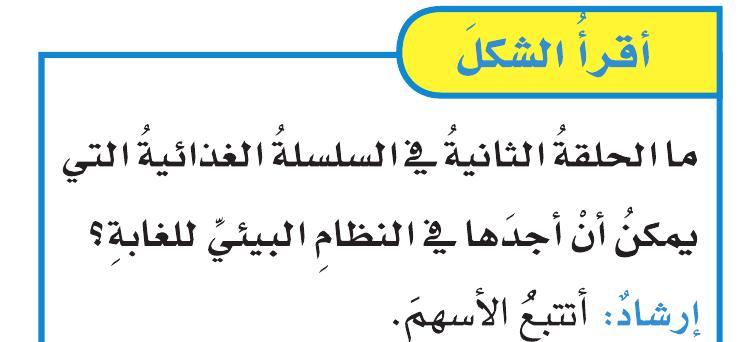 أقرأُ الشكلَ
ما الحلقةُ الثانيةُ في السلسلةُ الغذائيةُ التي
يمكنُ أنْ أجدَها في النظامِ البيئيِّ للغابةِ؟
إرشادٌ: أتتبعُ الأسهمَ.